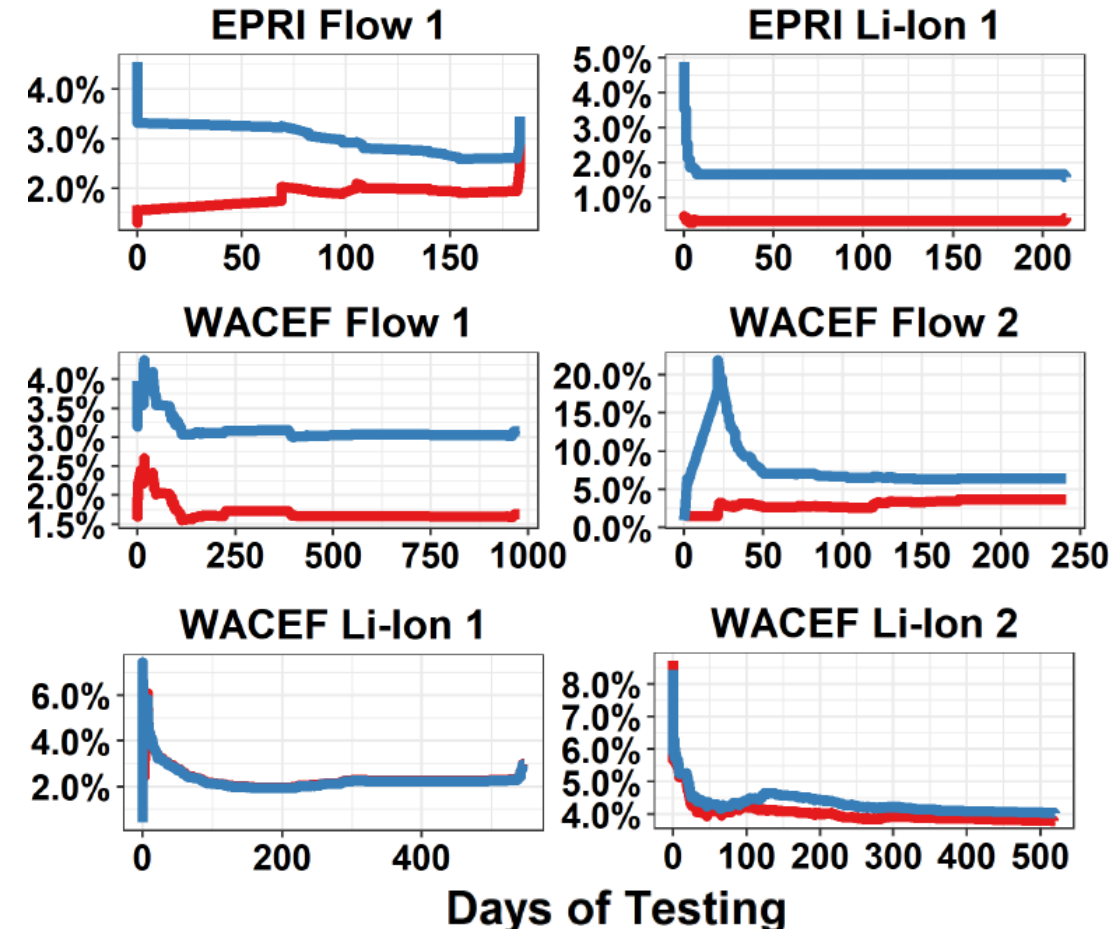 EPRI Flow 1
4.0%
3.0%
2.0%
0 50 100 150
EPRI Li-Ion 1
5.0%
4.0%
3.0%
2.0%
1.0%
0 50 100 150 200
WACEF Flow 1
4.0%
3.5%
3.0%
2.5%
2.0%
1.5%
0 250 500 750 1000
WACEF Flow 2
20.0%
15.0%
10.0%
5.0%
0.0%
0 50 100 150 200 250
WACEF Li-Ion 1
6.0%
4.0%
2.0%
0 200 400
WACEF Li-Ion 2
8.0%
7.0%
6.0%
5.0%
4.0%
0 100 200 300 400 500
Days of Testing